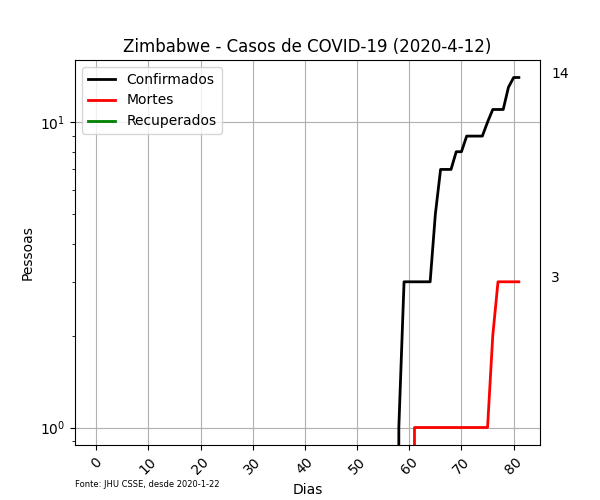 Zimbabwe - Casos de COVID-19 (2020-4-12)
Confirmados
Mortes
Recuperados
14
10¹
3
10⁰
Pessoas
0 10 20 30 40 50 60 70 80
Dias
Fonte: JHU CSSE, desde 2020-1-22